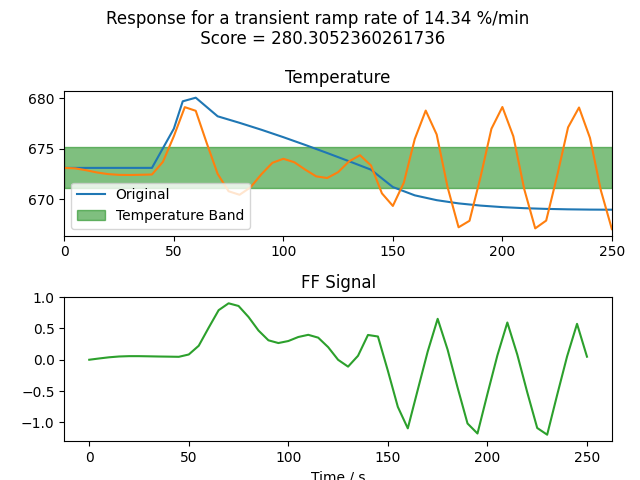 Response for a transient ramp rate of 14.34 %/min
Score = 280.3052360261736
Temperature
680
675
670
Original
Temperature Band
0 50 100 150 200 250
FF Signal
1.0
0.5
0.0
−0.5
−1.0
0 50 100 150 200 250
Time / s